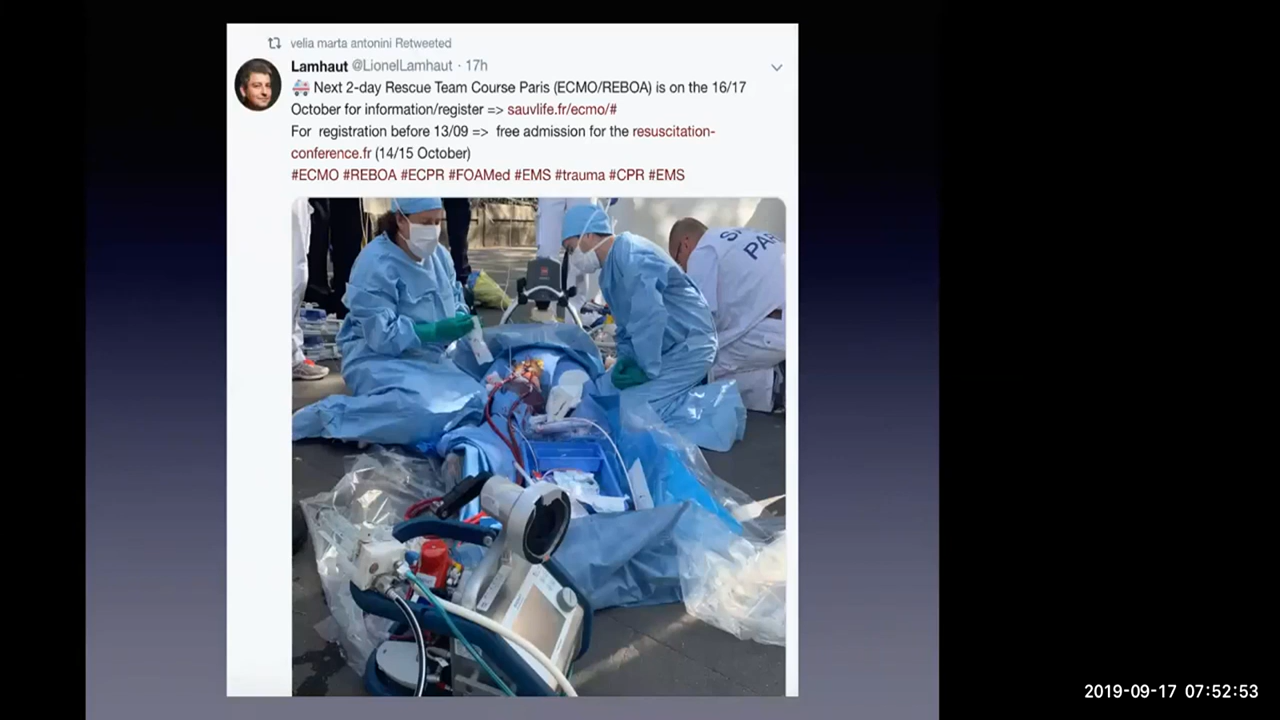 velia marta antonini Retweeted
Lamhaut @LionelLamhaut · 17h
Next 2-day Rescue Team Course Paris (ECMO/REBOA) is on the 16/17
October for information/register => sauvlife.fr/ecmo/#
For registration before 13/09 => free admission for the resuscitation-
conference.fr (14/15 October)
#ECMO #REBOA #ECPR #FOAMed #EMS #trauma #CPR #EMS
2019-09-17 07:52:53